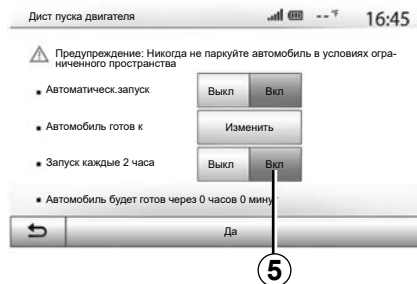 Дист пуска двигателя -- °F 16:45
Предупреждение: Никогда не паркуйте автомобиль в условиях огра-
ниченного пространства
Автоматическ.запуск Выкл Вкл
Автомобиль готов к Изменить
Запуск каждые 2 часа Выкл Вкл
Автомобиль будет готов через 0 часов 0 минут
Да
5